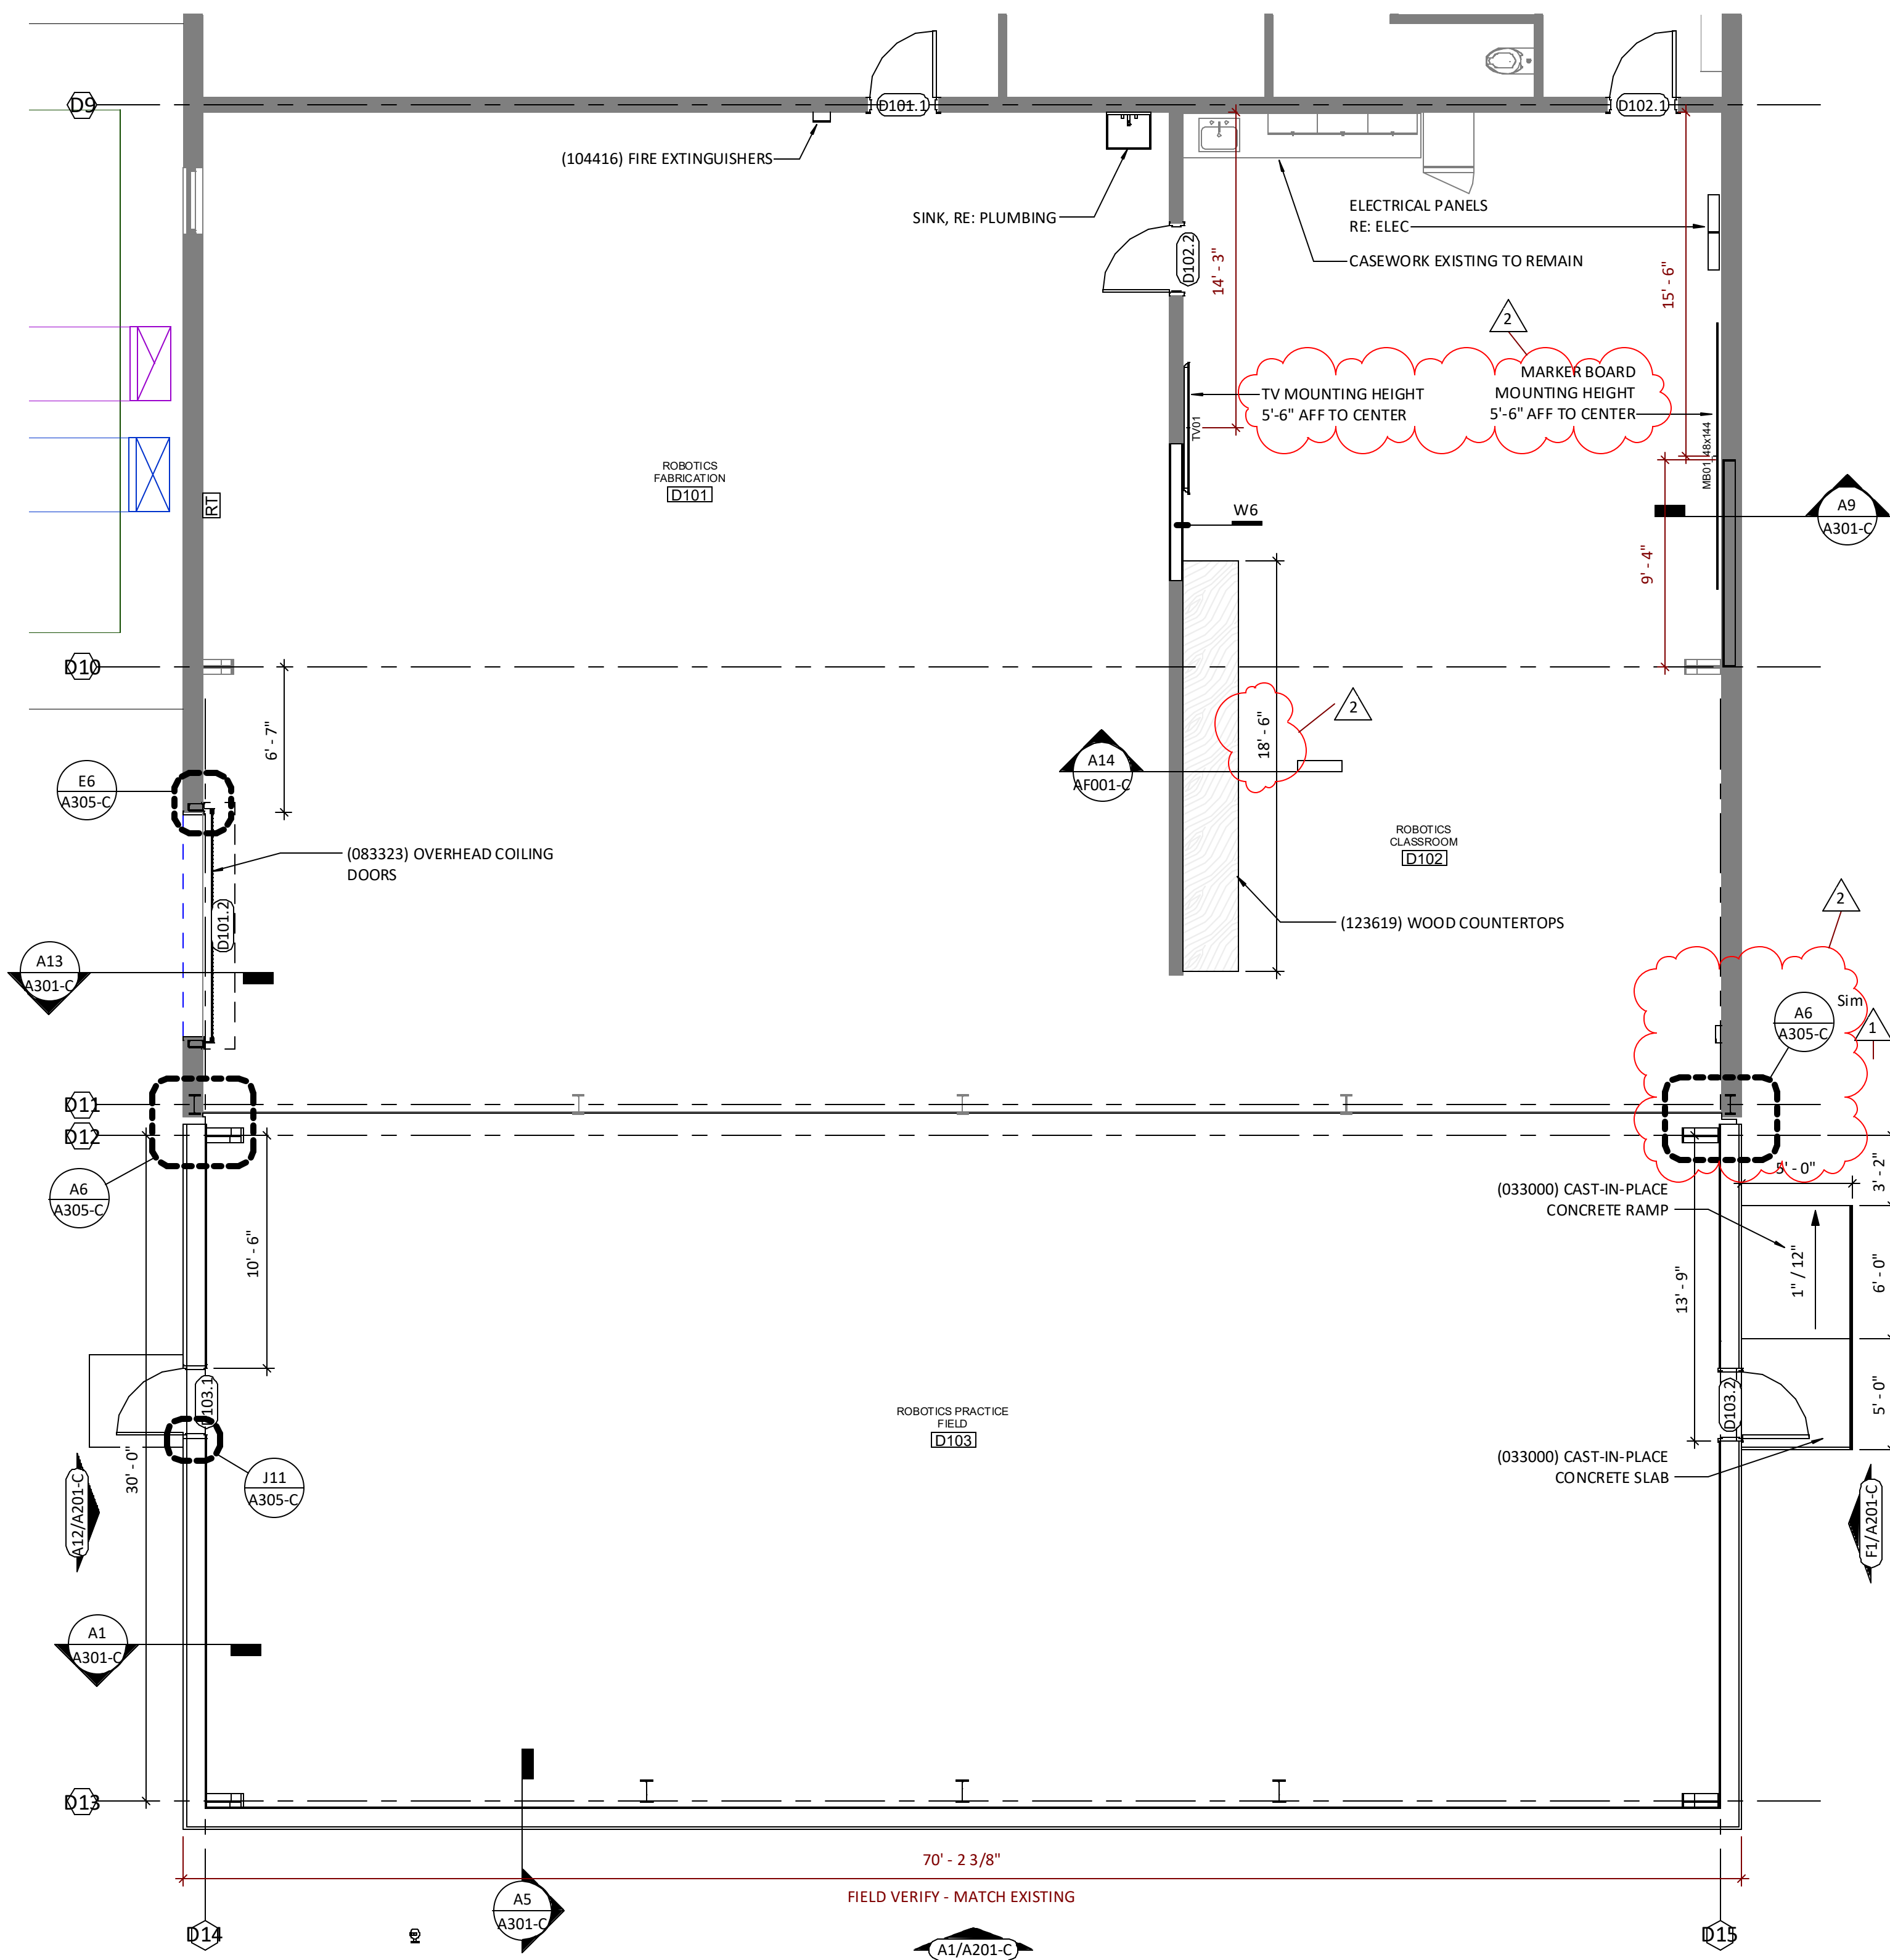 D9
D101.1
D102.1
(104416) FIRE EXTINGUISHERS
SINK, RE: PLUMBING
ELECTRICAL PANELS
RE: ELEC
CASEWORK EXISTING TO REMAIN
D102.2
14' - 3"
15' - 6"
2
TV MOUNTING HEIGHT
5'-6" AFF TO CENTER
MARKER BOARD
MOUNTING HEIGHT
5'-6" AFF TO CENTER
TV01
MB01_48x144
ROBOTICS
FABRICATION
D101
RT
W6
A9
A301-C
9' - 4"
D10
6' - 7"
18' - 6"
2
E6
A305-C
A14
AF001-C
(083323) OVERHEAD COILING
DOORS
ROBOTICS
CLASSROOM
D102
D101.2
(123619) WOOD COUNTERTOPS
2
A13
A301-C
Sim
A6
A305-C
1
D11
D12
A6
A305-C
5' - 0"
3' - 2"
(033000) CAST-IN-PLACE
CONCRETE RAMP
10' - 6"
13' - 9"
1" / 12"
6' - 0"
D103.1
D103.2
5' - 0"
ROBOTICS PRACTICE
FIELD
D103
30' - 0"
J11
A305-C
(033000) CAST-IN-PLACE
CONCRETE SLAB
A12/A201-C
F1/A201-C
A1
A301-C
D13
70' - 2 3/8"
FIELD VERIFY - MATCH EXISTING
A5
A301-C
D14
D15
A1/A201-C